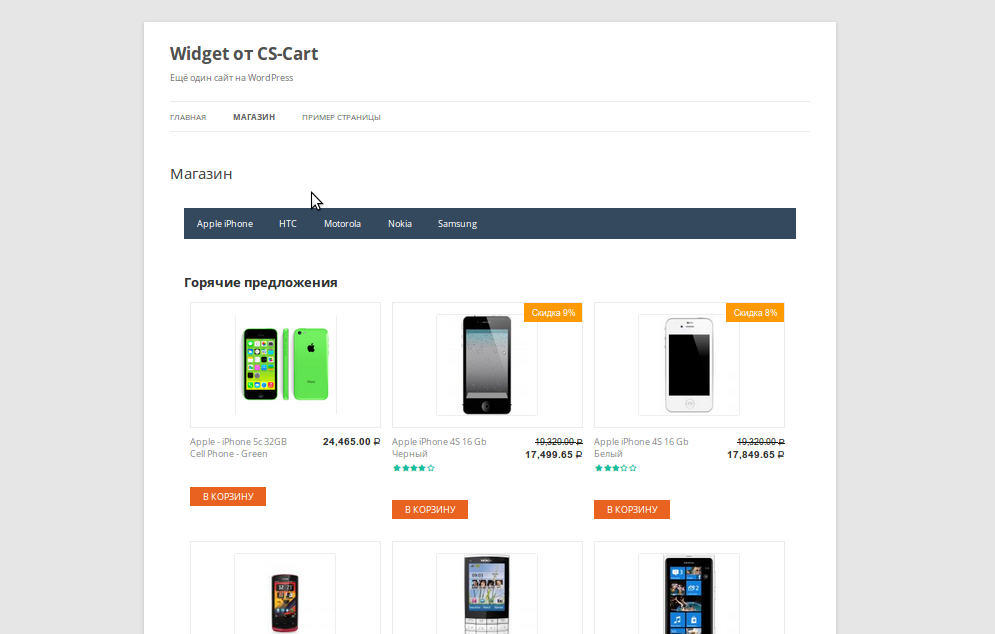 Widget от CS-Cart
Ещё один сайт на WordPress
ГЛАВНАЯ МАГАЗИН ПРИМЕР СТРАНИЦЫ
Магазин
Apple iPhone HTC Motorola Nokia Samsung
Горячие предложения
Скидка 9% Скидка 8%
Apple - iPhone 5c 32GB 24,465.00 ₽ Apple iPhone 4S 16 Gb 19,320.00 ₽ Apple iPhone 4S 16 Gb 19,320.00 ₽
Cell Phone - Green Черный 17,499.65 ₽ Белый 17,849.65 ₽
В КОРЗИНУ В КОРЗИНУ В КОРЗИНУ